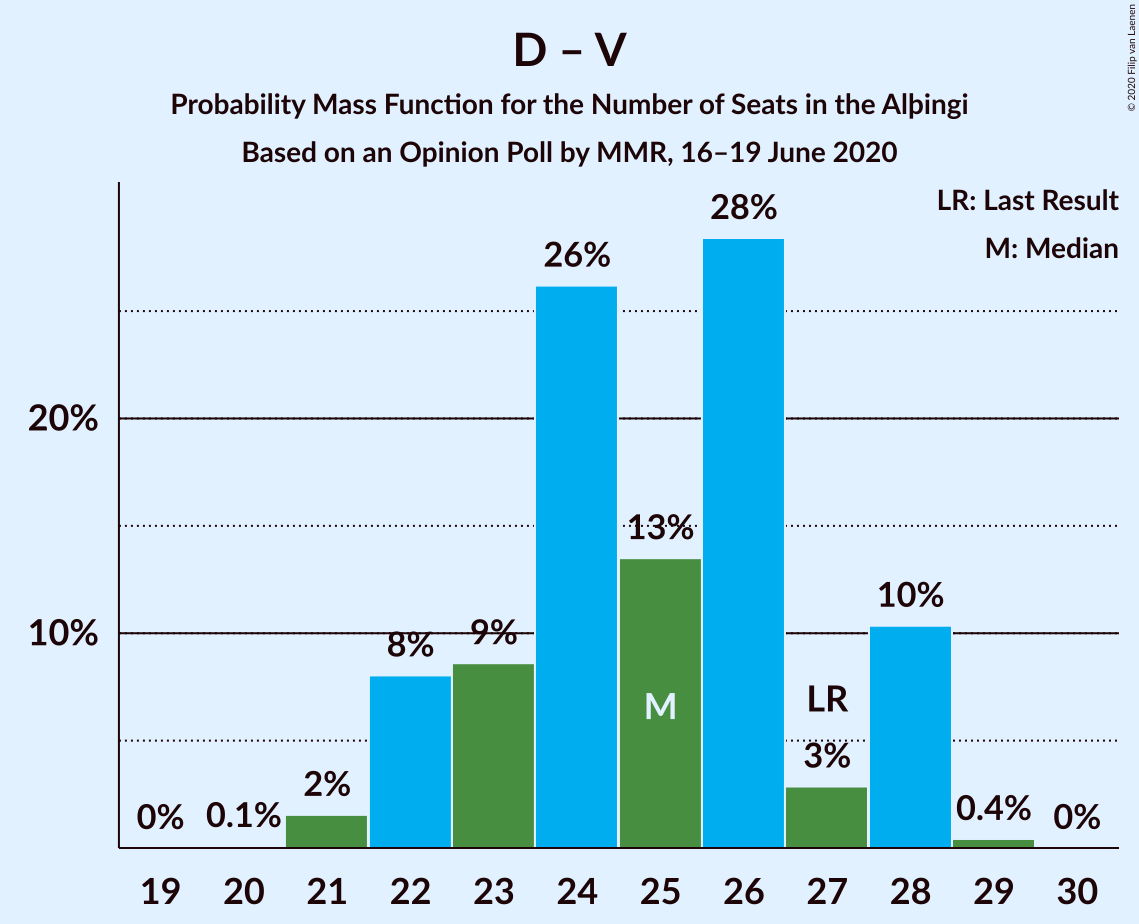 D – V
Probability Mass Function for the Number of Seats in the Alþingi
Based on an Opinion Poll by MMR, 16–19 June 2020
© 2020 Filip van Laenen
LR: Last Result
M: Median
28%
26%
20%
13%
10%
10%
9%
8%
M
LR
3%
2%
0%
0.1%
0.4%
0%
19 20 21 22 23 24 25 26 27 28 29 30